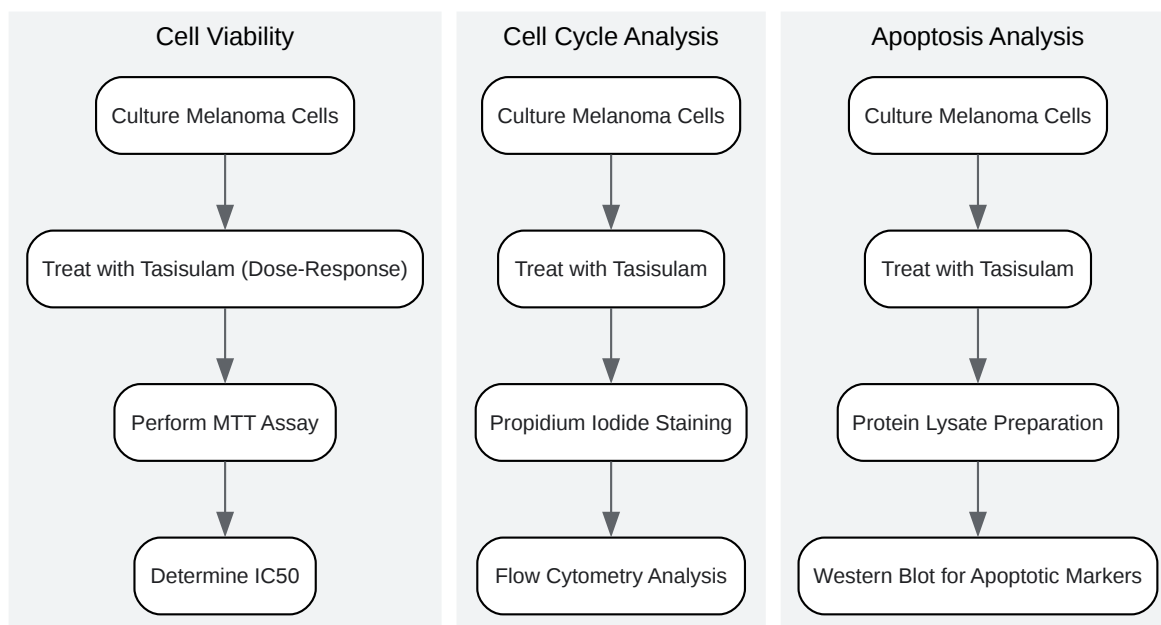 Cell Viability
Culture Melanoma Cells
Treat with Tasisulam (Dose-Response)
Perform MTT Assay
Determine IC50
Cell Cycle Analysis
Culture Melanoma Cells
Treat with Tasisulam
Propidium Iodide Staining
Flow Cytometry Analysis
Apoptosis Analysis
Culture Melanoma Cells
Treat with Tasisulam
Protein Lysate Preparation
Western Blot for Apoptotic Markers